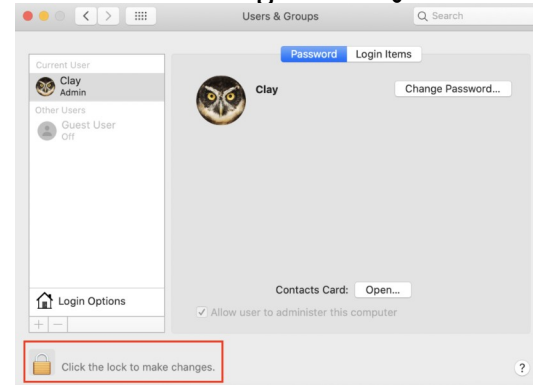 Users & Groups
Search
Password Login Items
Current User
Clay
Admin
Other Users
Guest User
Off
Clay
Change Password...
Contacts Card: Open...
Login Options
Allow user to administer this computer
+ −
Click the lock to make changes.
?